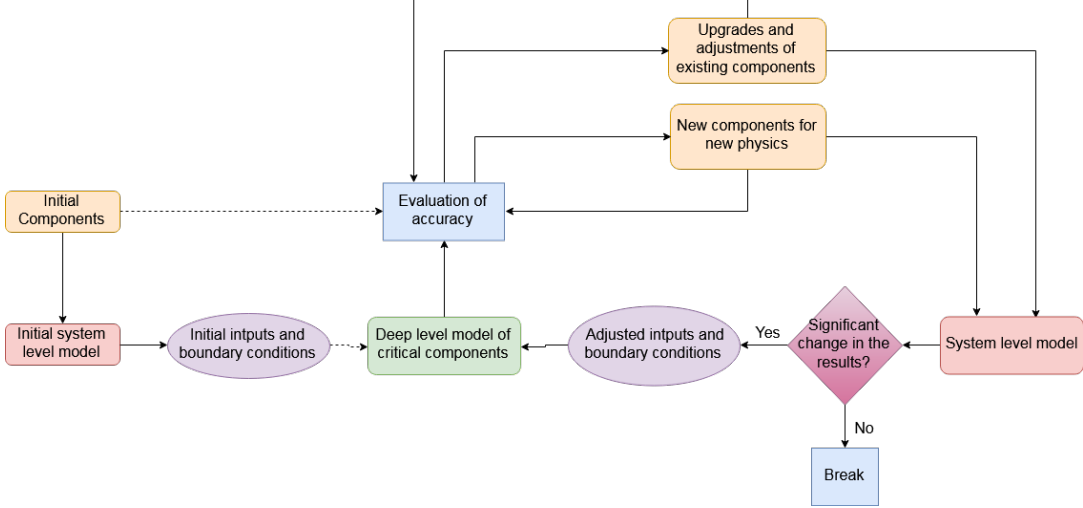 Upgrades and
adjustments of
existing components
New components for
new physics
Initial
Components
Evaluation of
accuracy
Initial system
level model
Initial intputs and
boundary conditions
Deep level model of
critical components
Adjusted intputs and
boundary conditions
Yes
Significant
change in the
results?
System level model
No
Break